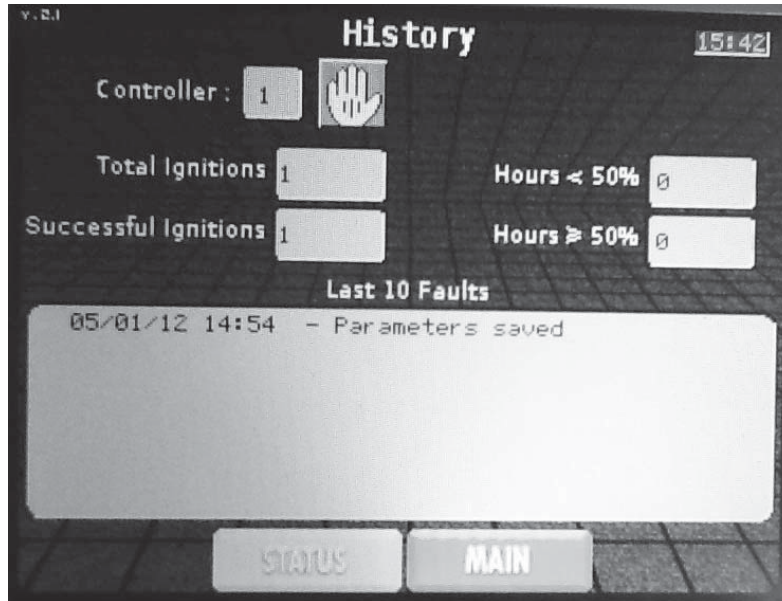 v.2.1
History
15:42
Controller: 1
Total Ignitions 1
Hours < 50% 0
Successful Ignitions 1
Hours ≥ 50% 0
Last 10 Faults
05/01/12 14:54 - Parameters saved
STATUS
MAIN